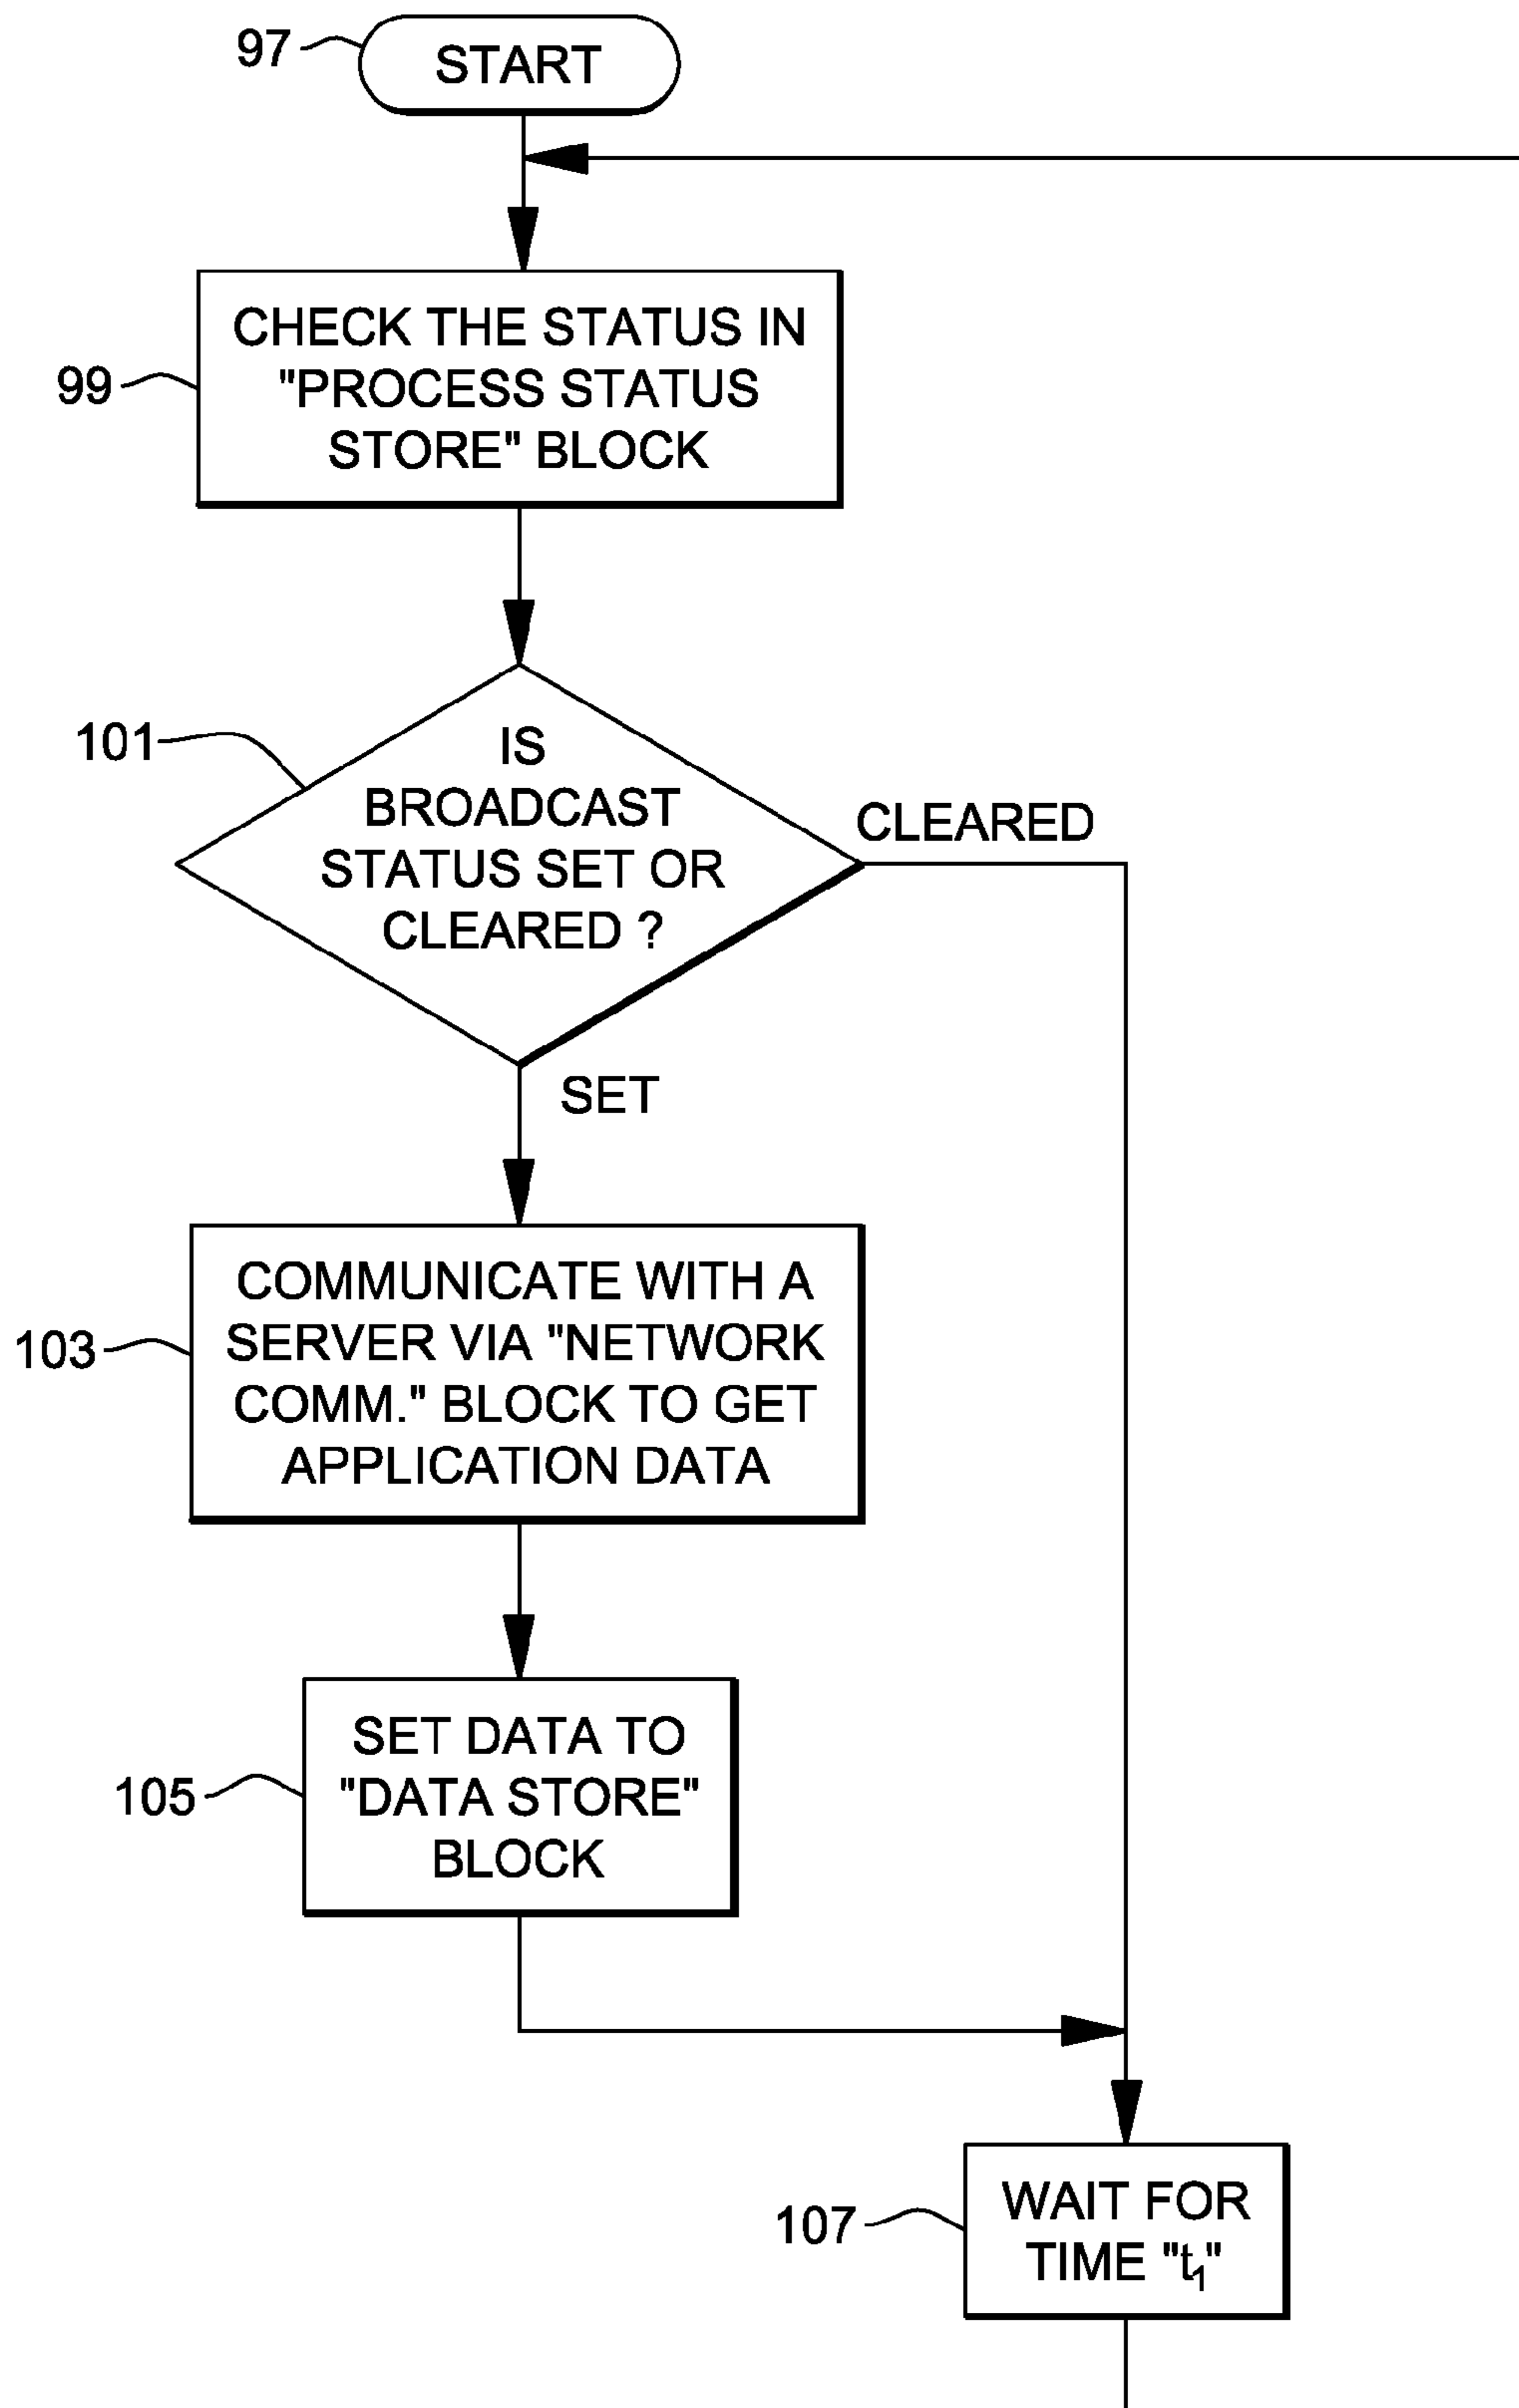 97
START
99
CHECK THE STATUS IN
"PROCESS STATUS
STORE" BLOCK
101
IS
BROADCAST
STATUS SET OR
CLEARED ?
CLEARED
SET
103
COMMUNICATE WITH A
SERVER VIA "NETWORK
COMM." BLOCK TO GET
APPLICATION DATA
105
SET DATA TO
"DATA STORE"
BLOCK
107
WAIT FOR
TIME "t₁"